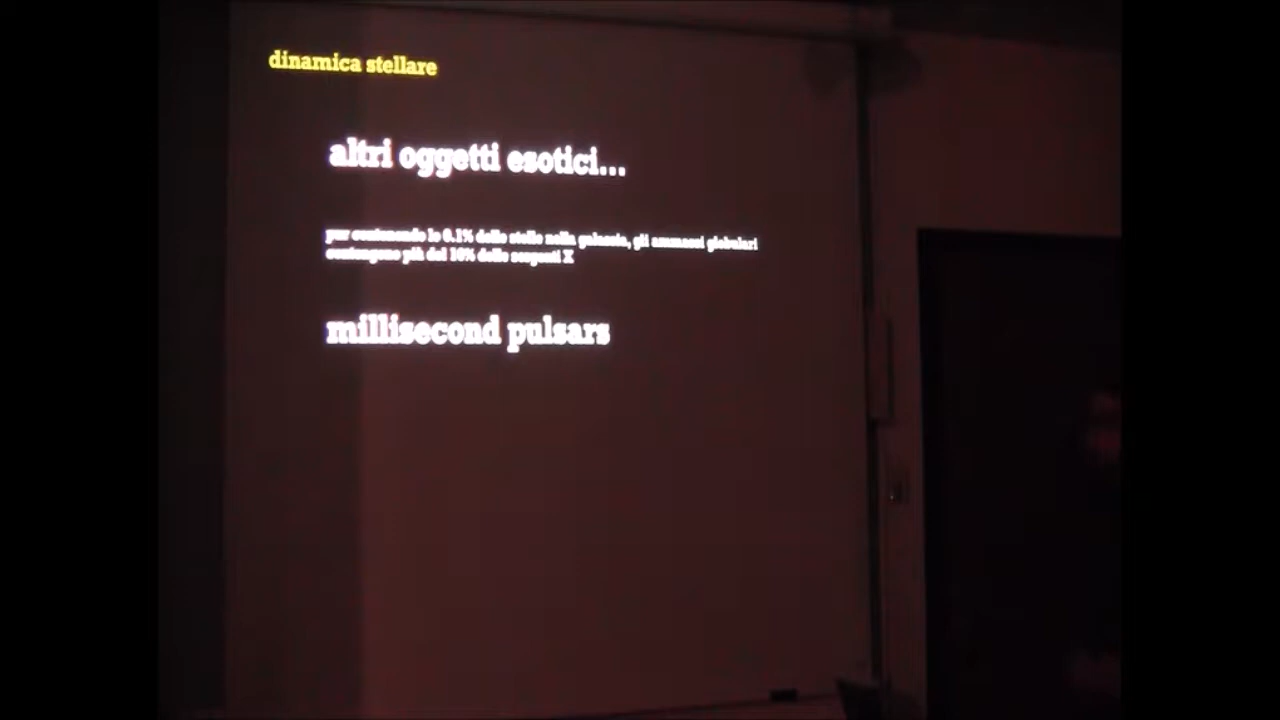 dinamica stellare
altri oggetti esotici...
pur contenendo lo 0.1% delle stelle nella galassia, gli ammassi globulari
contengono più del 10% delle sorgenti X
millisecond pulsars